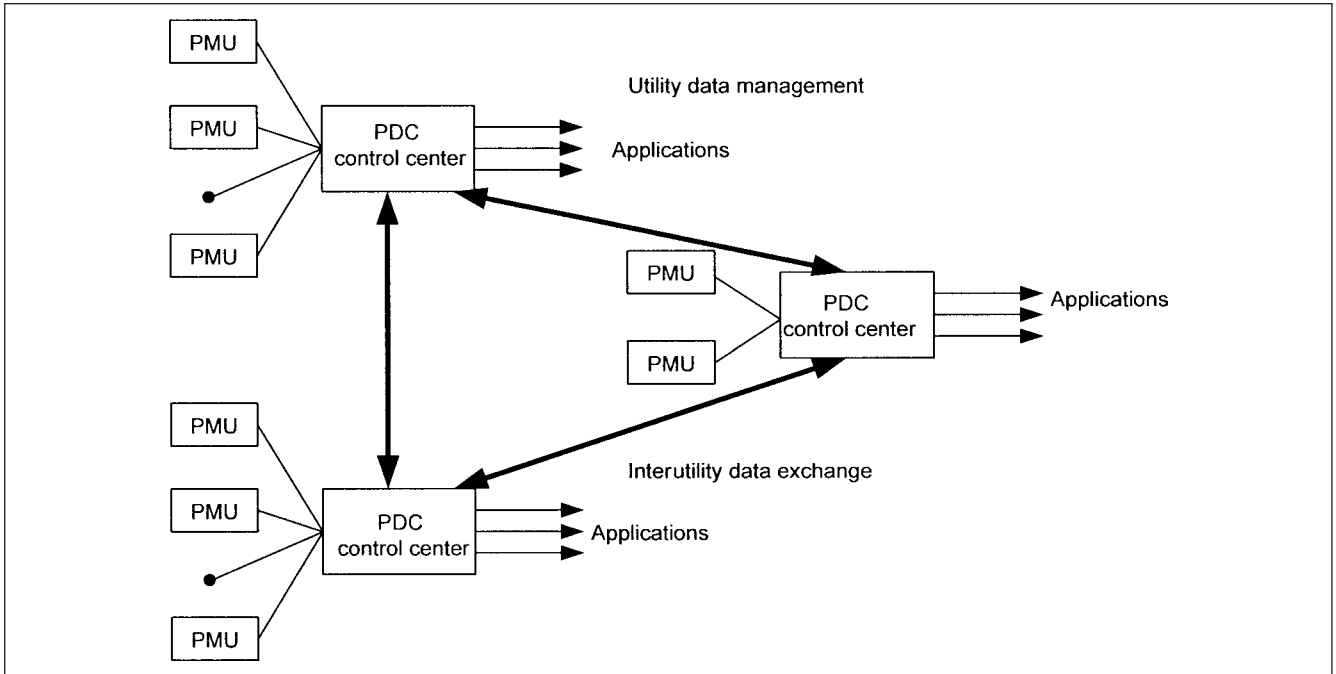 PMU
Utility data management
PMU
PDC
control center
Applications
PMU
PMU
PDC
control center
Applications
PMU
PMU
Interutility data exchange
PMU
PDC
control center
Applications
PMU